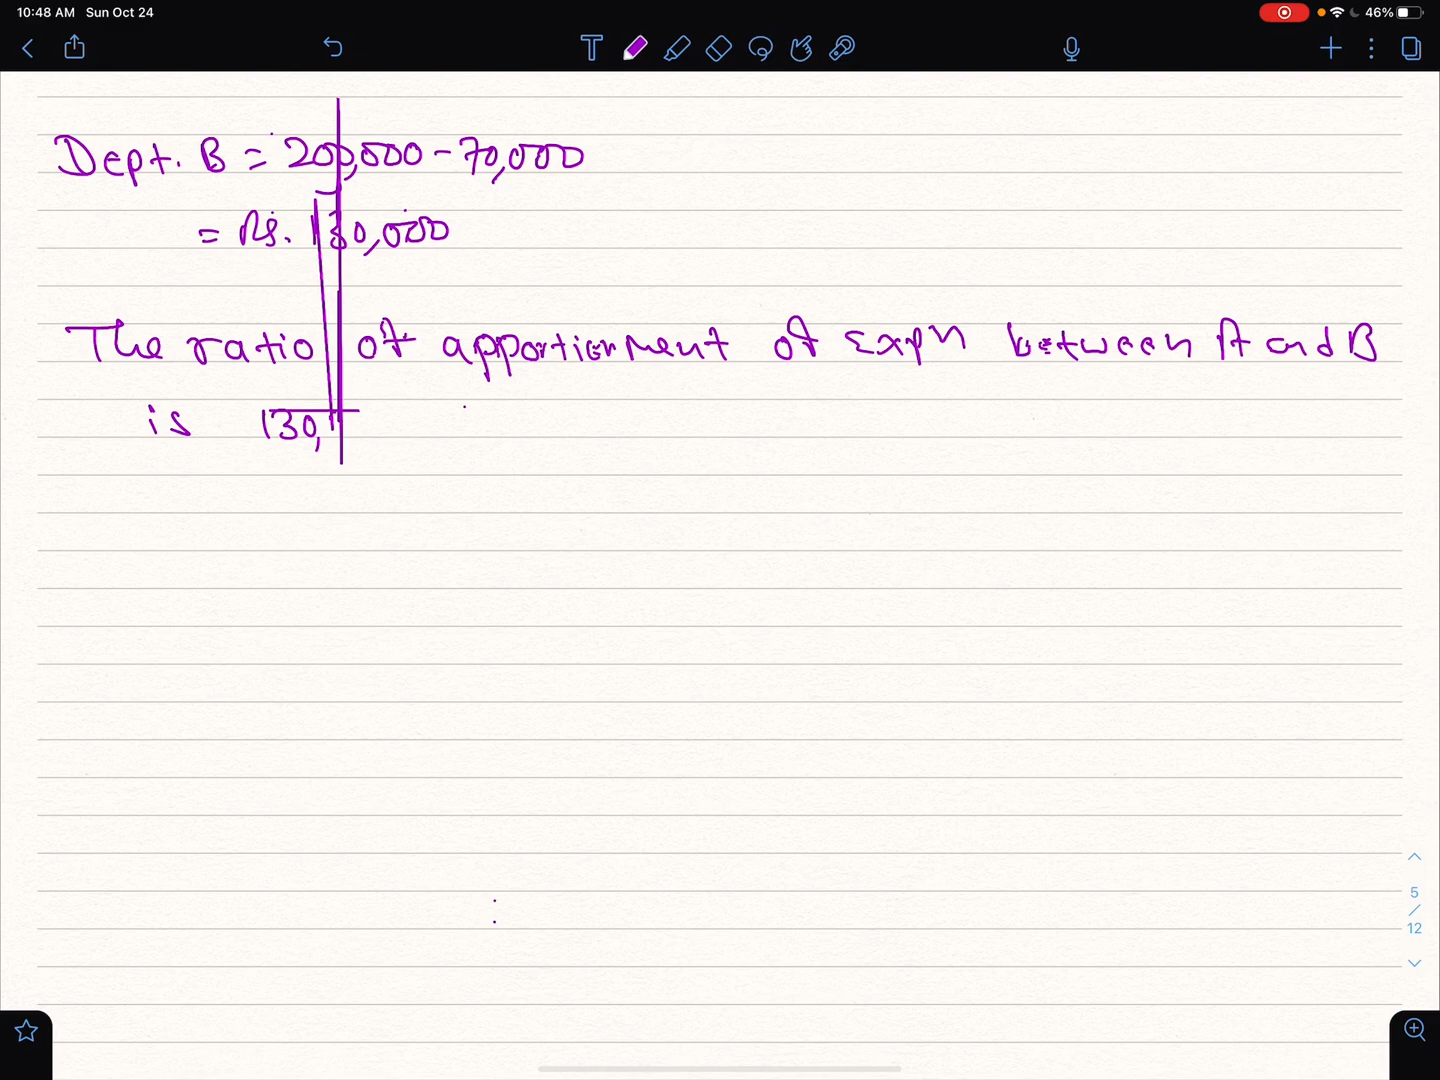 10:48 AM Sun Oct 24
46%
T
Dept. B = 200,000 - 70,000
= Rs. 130,000
The ratio of apportionment of Expn between A and B
is 130,
5
/
12